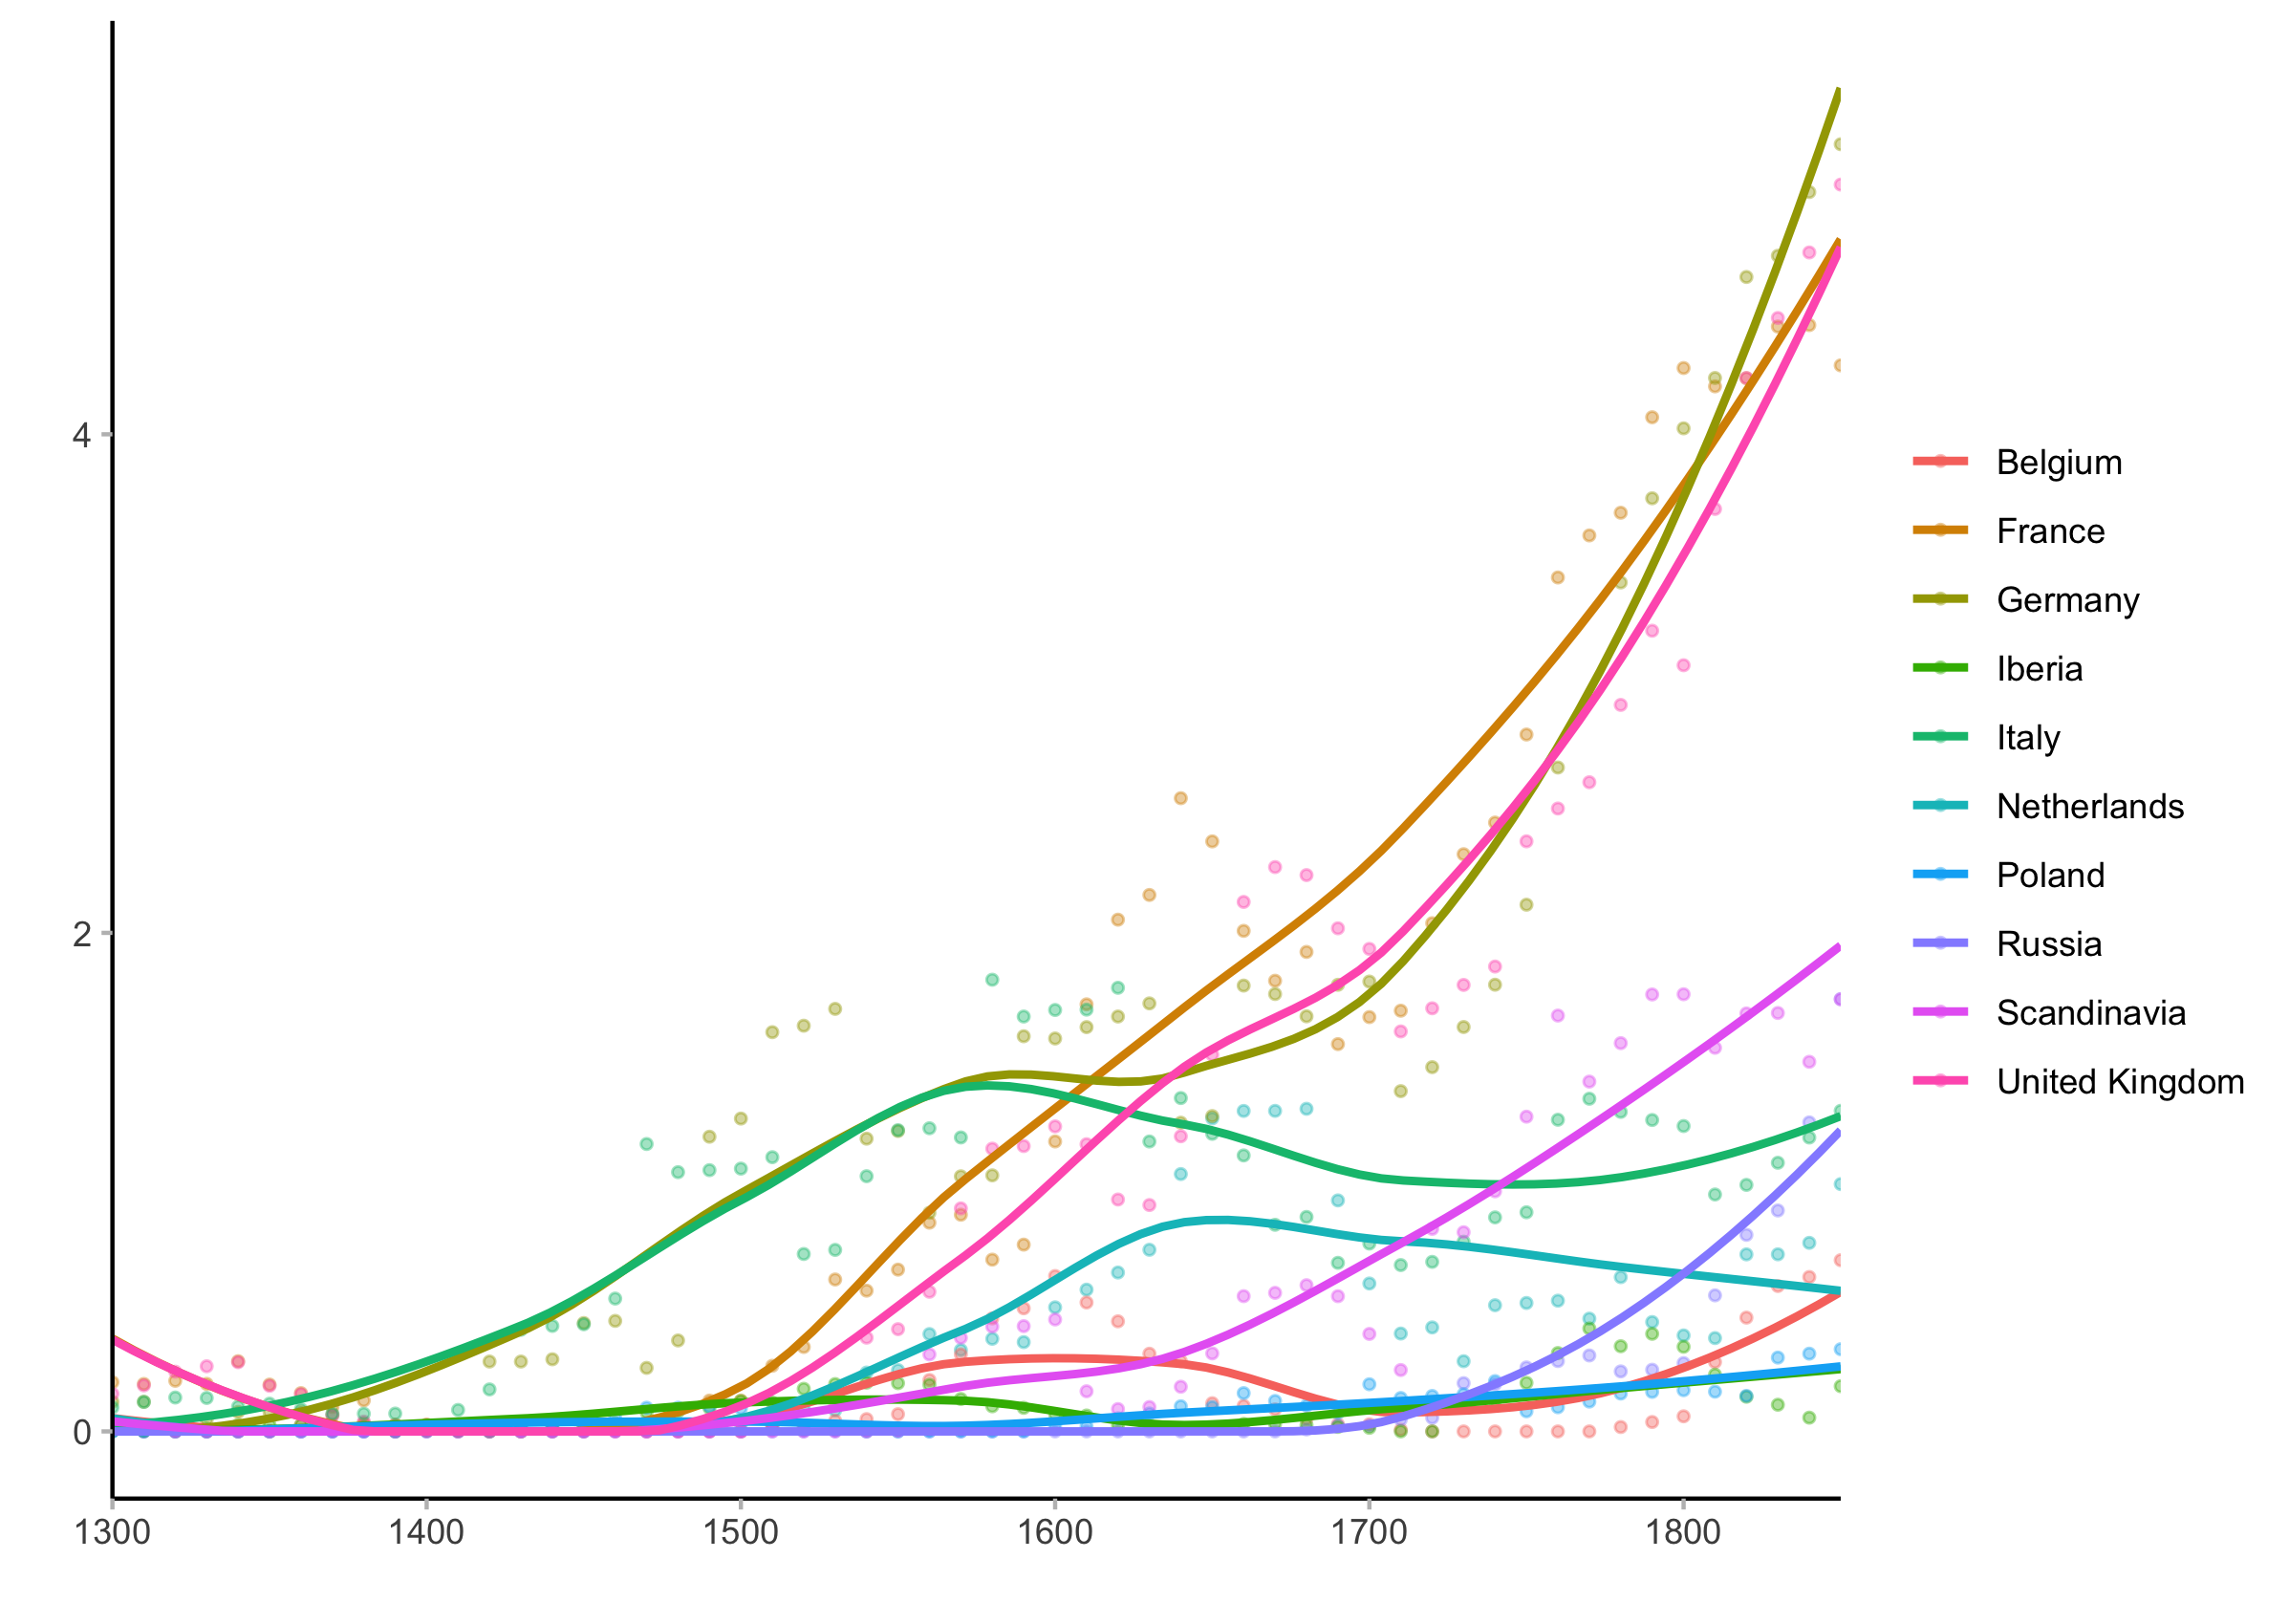 4
2
0
1300 1400 1500 1600 1700 1800
Belgium
France
Germany
Iberia
Italy
Netherlands
Poland
Russia
Scandinavia
United Kingdom